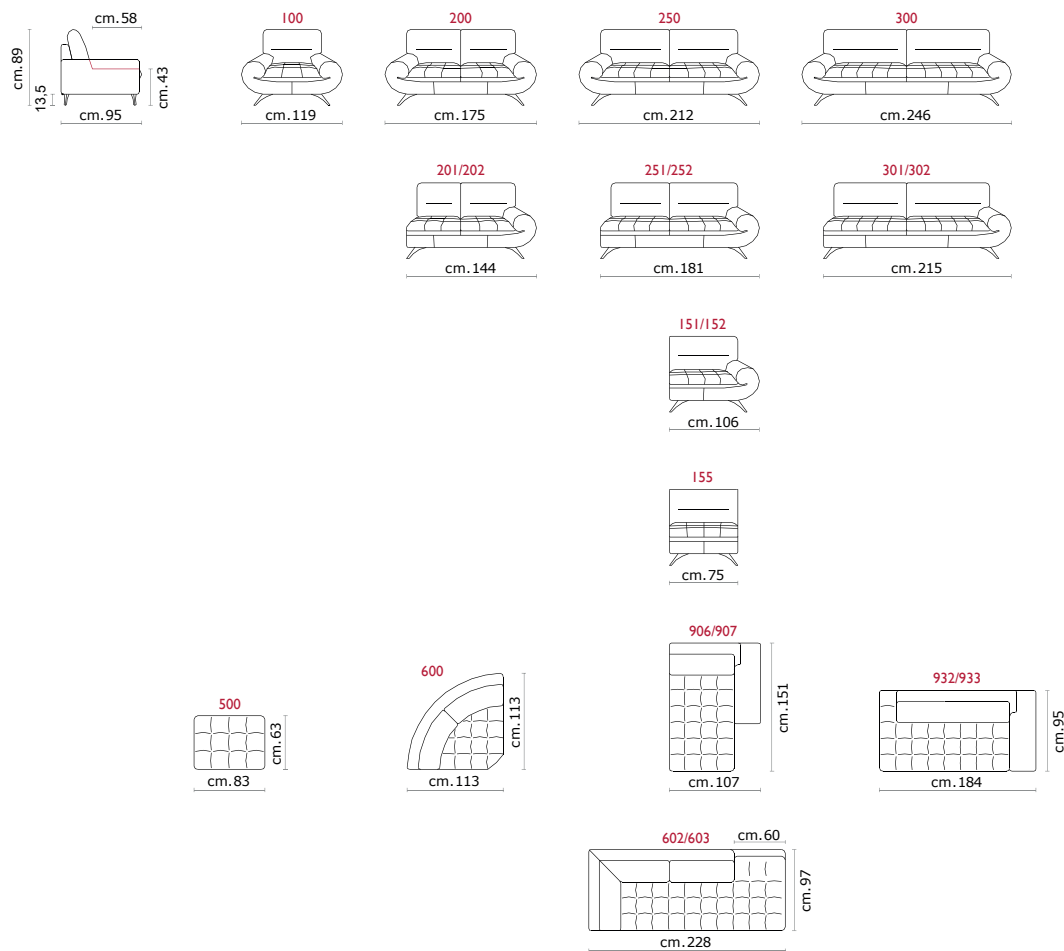 cm.58
100
200
250
300
cm.89
13,5
cm.43
cm.95
cm.119
cm.175
cm.212
cm.246
201/202
251/252
301/302
cm.144
cm.181
cm.215
151/152
cm.106
155
cm.75
906/907
600
932/933
500
cm.63
cm.113
cm.151
cm.95
cm.83
cm.113
cm.107
cm.184
602/603
cm.60
cm.97
cm.228